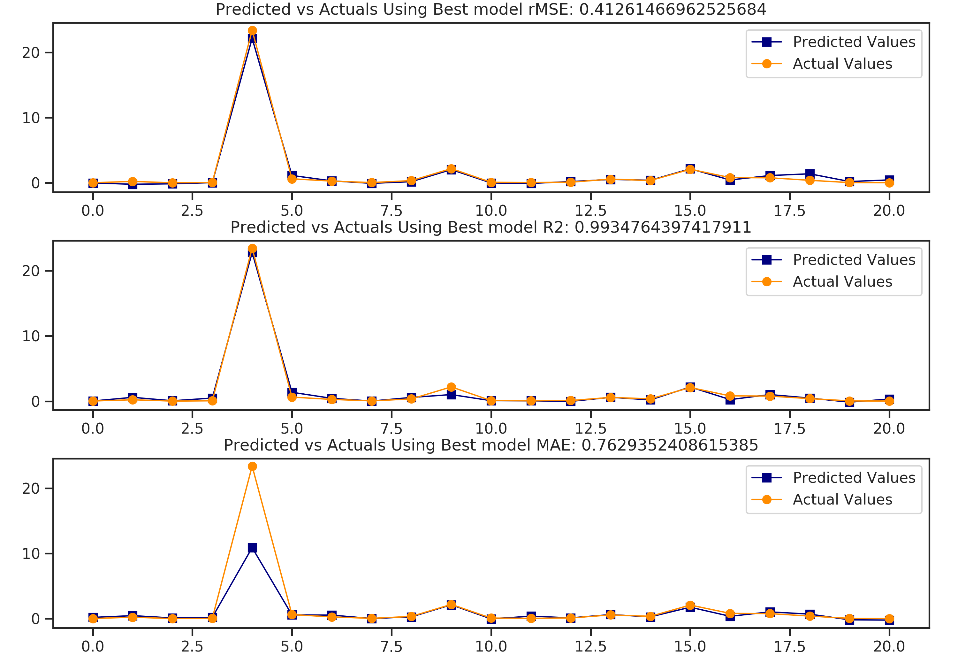 Predicted vs Actuals Using Best model rMSE: 0.41261466962525684
Predicted Values
Actual Values
20
10
0
0.0 2.5 5.0 7.5 10.0 12.5 15.0 17.5 20.0
Predicted vs Actuals Using Best model R2: 0.9934764397417911
Predicted Values
Actual Values
20
10
0
0.0 2.5 5.0 7.5 10.0 12.5 15.0 17.5 20.0
Predicted vs Actuals Using Best model MAE: 0.7629352408615385
Predicted Values
Actual Values
20
10
0
0.0 2.5 5.0 7.5 10.0 12.5 15.0 17.5 20.0